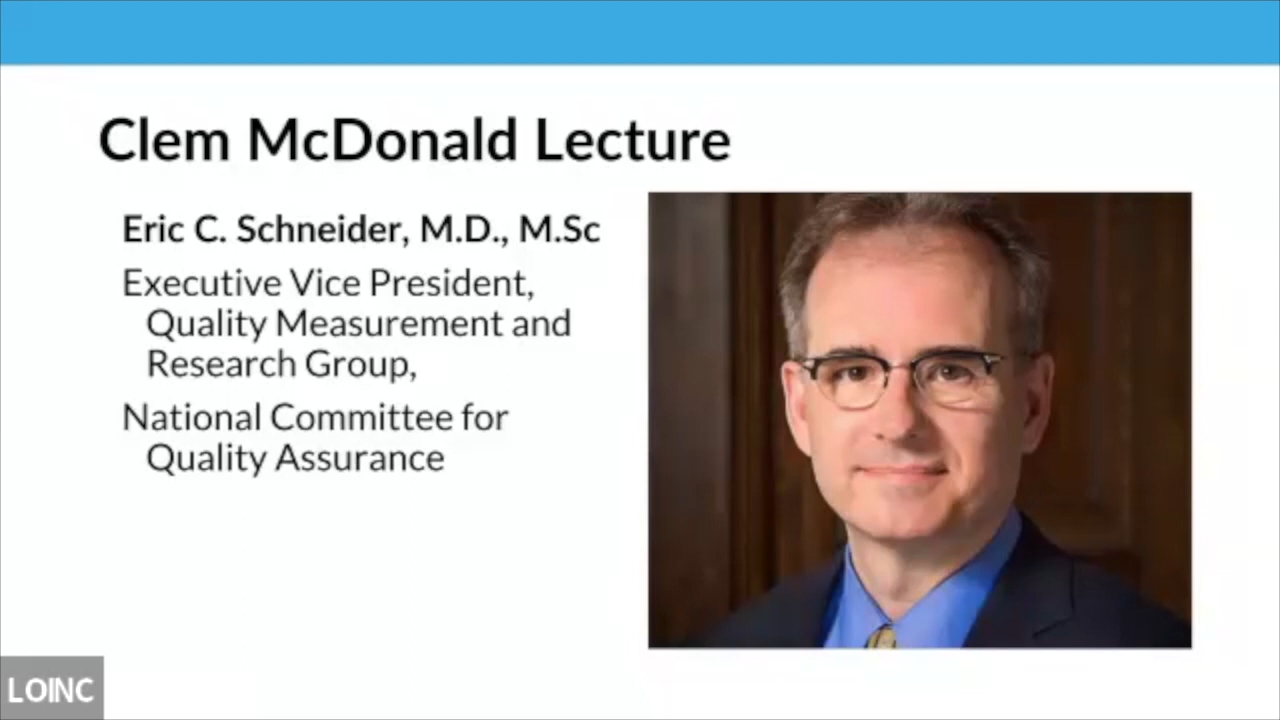 Clem McDonald Lecture
Eric C. Schneider, M.D., M.Sc
Executive Vice President,
Quality Measurement and
Research Group,
National Committee for
Quality Assurance
LOINC